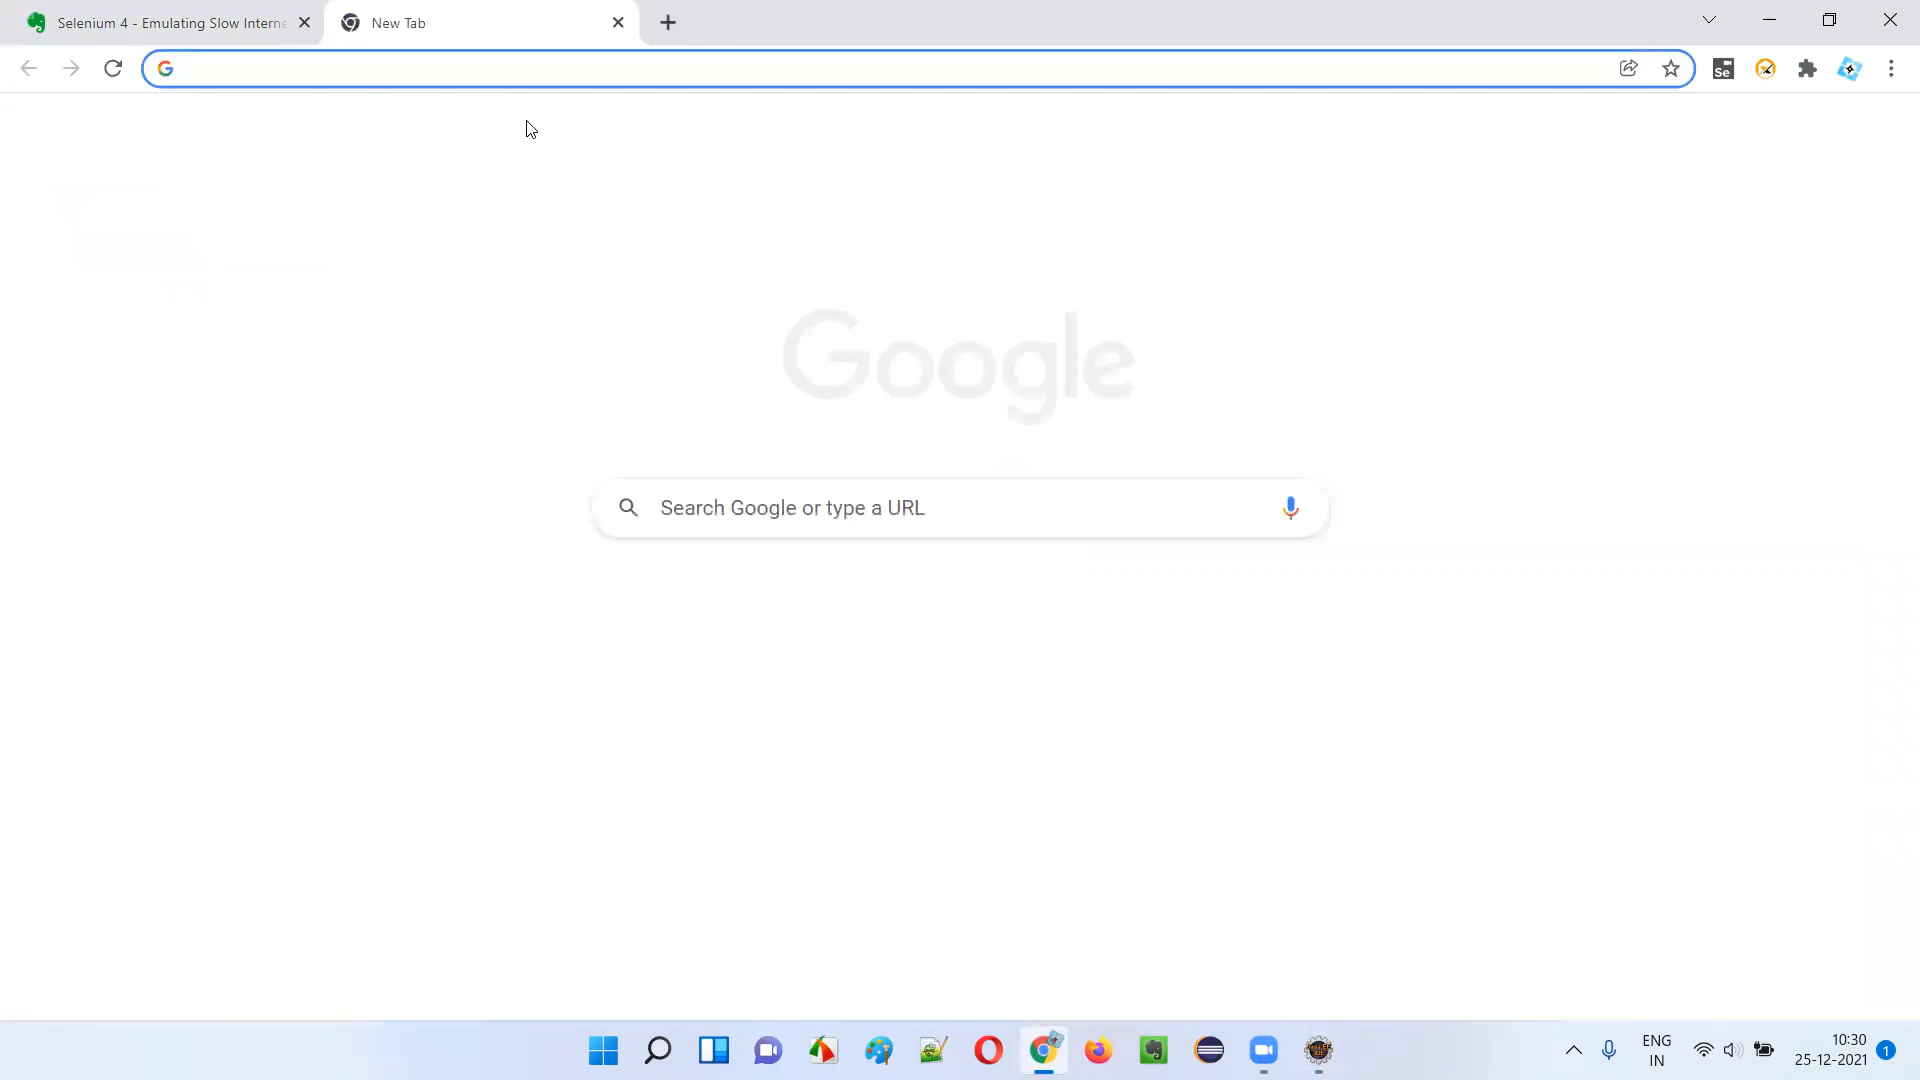 Selenium 4 - Emulating Slow Interne
New Tab
Se
Google
Search Google or type a URL
ENG
IN
10:30
25-12-2021
1